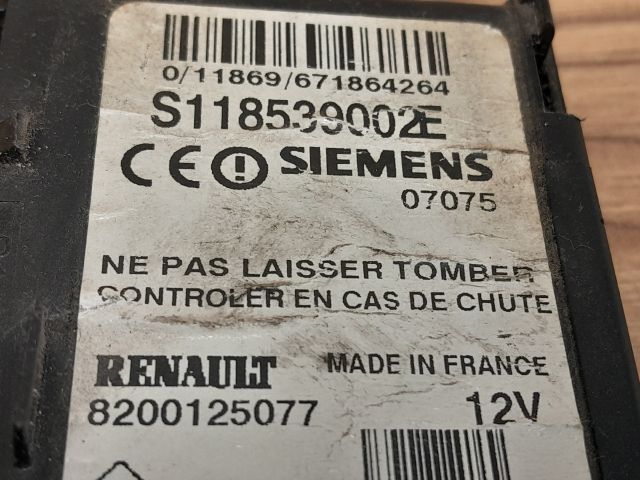 0/11869/671864264
S118539002E
CE SIEMENS
07075
NE PAS LAISSER TOMBER
CONTROLER EN CAS DE CHUTE
RENAULT MADE IN FRANCE
8200125077 12V